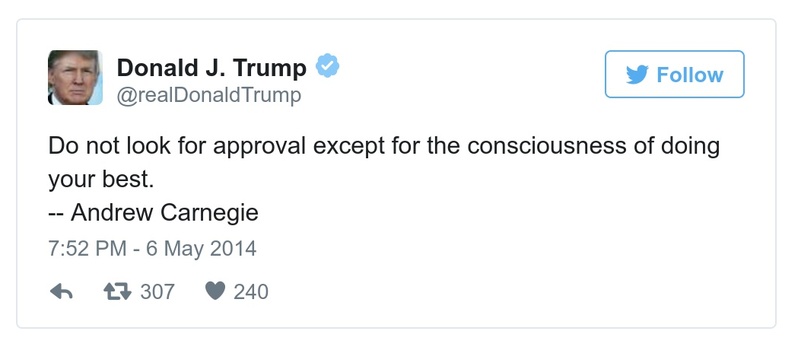 Donald J. Trump
@realDonaldTrump
Follow
Do not look for approval except for the consciousness of doing
your best.
-- Andrew Carnegie
7:52 PM - 6 May 2014
307 240